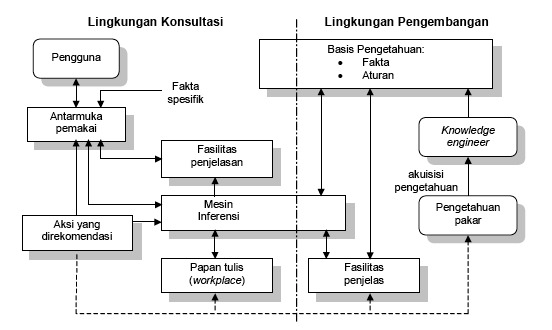 Lingkungan Konsultasi
Lingkungan Pengembangan
Pengguna
Fakta
spesifik
Basis Pengetahuan:
• Fakta
• Aturan
Antarmuka
pemakai
Knowledge
engineer
Fasilitas
penjelasan
akuisisi
pengetahuan
Mesin
Inferensi
Pengetahuan
pakar
Aksi yang
direkomendasi
Papan tulis
(workplace)
Fasilitas
penjelas